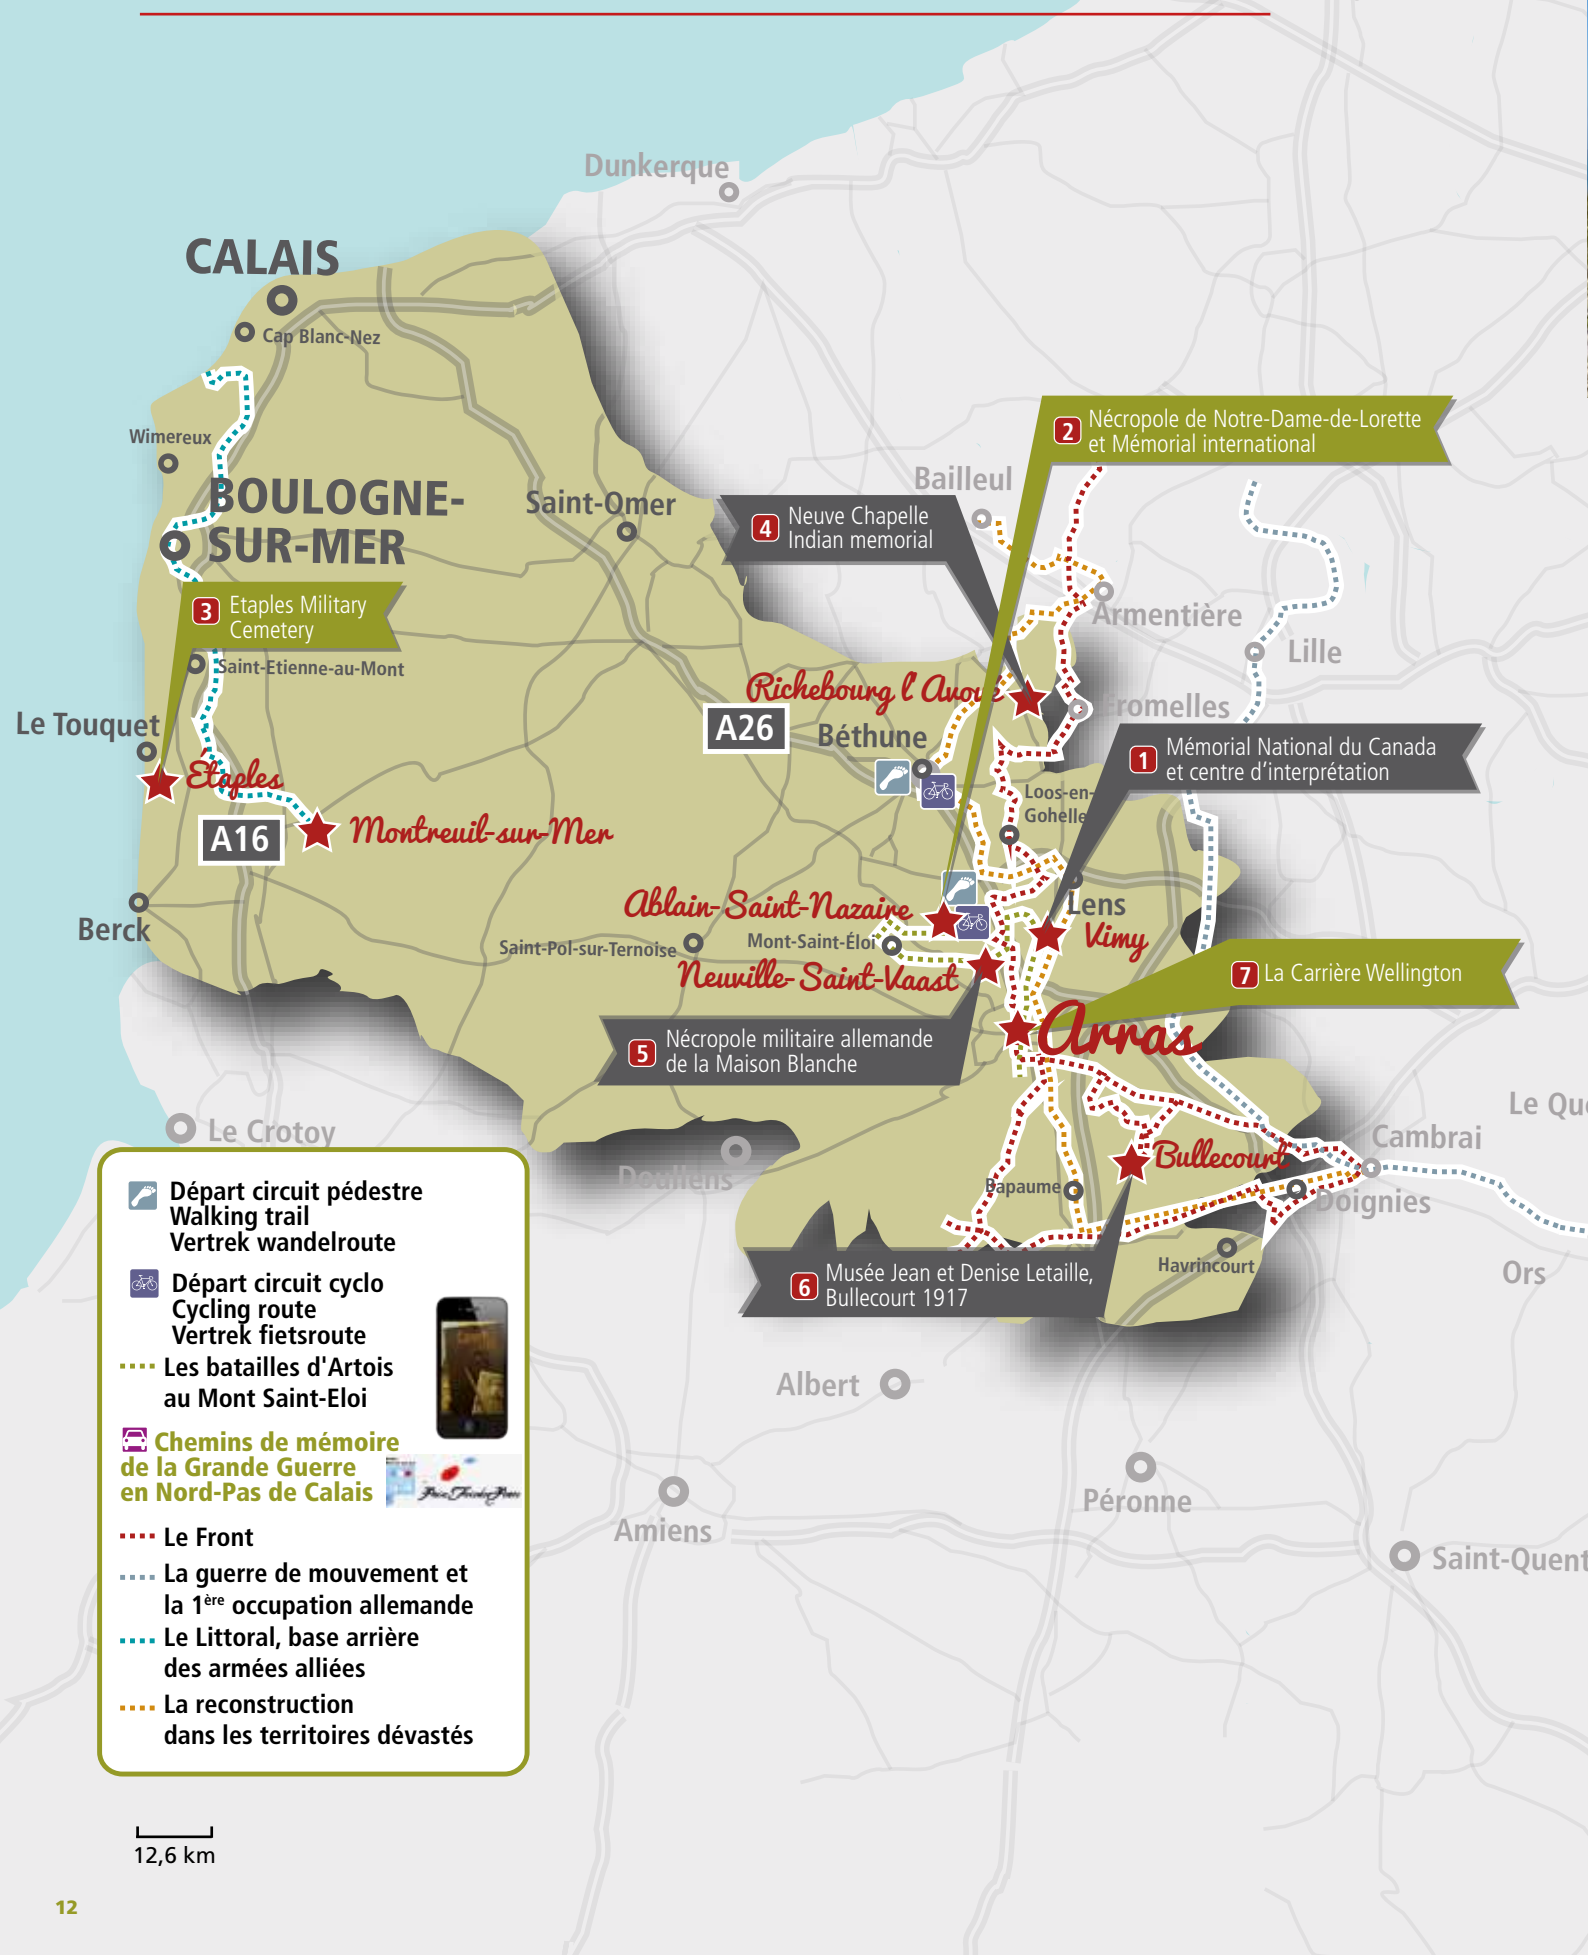 Dunkerque
CALAIS
Cap Blanc-Nez
Wimereux
BOULOGNE-
SUR-MER
Saint-Omer
Bailleul
2
Nécropole de Notre-Dame-de-Lorette
et Mémorial international
4
Neuve Chapelle
Indian memorial
3
Etaples Military
Cemetery
Armentière
Lille
Saint-Etienne-au-Mont
Richebourg l'Avoué
romelles
Le Touquet
A26
Béthune
1
Mémorial National du Canada
et centre d'interprétation
Étaples
Loos-en-
Gohelle
A16
Montreuil-sur-Mer
Ablain-Saint-Nazaire
Lens
Berck
Saint-Pol-sur-Ternoise
Mont-Saint-Éloi
Vimy
Neuville-Saint-Vaast
7
La Carrière Wellington
Arras
5
Nécropole militaire allemande
de la Maison Blanche
Le Crotoy
Le Que
Cambrai
Doullens
Bullecourt
Bapaume
Doignies
Havrincourt
Ors
6
Musée Jean et Denise Letaille,
Bullecourt 1917
Albert
Péronne
Amiens
Saint-Quent
Départ circuit pédestre
Walking trail
Vertrek wandelroute
Départ circuit cyclo
Cycling route
Vertrek fietsroute
Les batailles d'Artois
au Mont Saint-Eloi
Chemins de mémoire
de la Grande Guerre
en Nord-Pas de Calais
Le Front
La guerre de mouvement et
la 1ère occupation allemande
Le Littoral, base arrière
des armées alliées
La reconstruction
dans les territoires dévastés
12,6 km
12